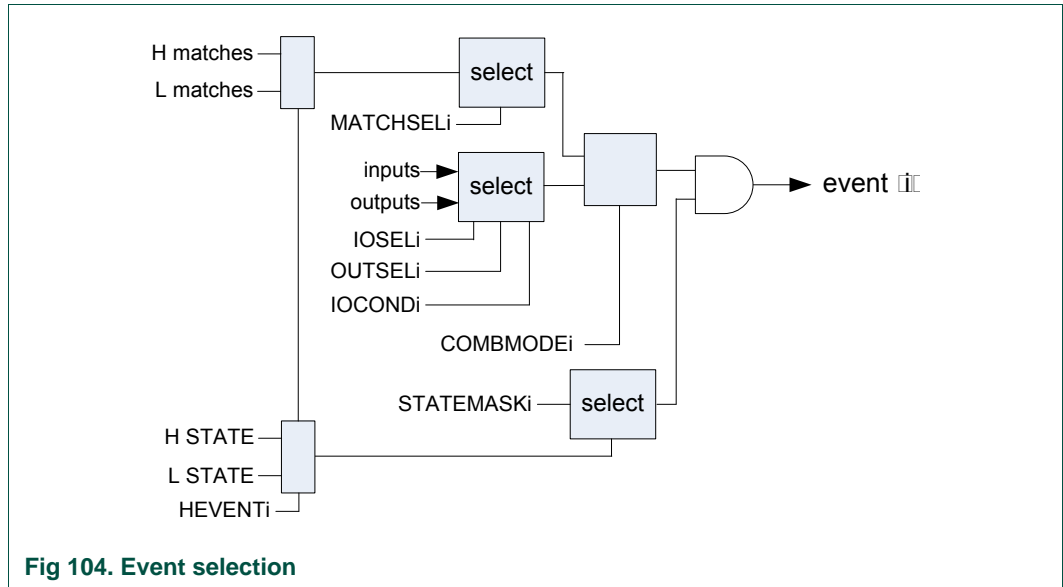 H matches
L matches
select
MATCHSELi
inputs
outputs
select
IOSELi
OUTSELi
IOCONDi
COMBMODEi
event i
STATEMASKi
select
H STATE
L STATE
HEVENTi
Fig 104. Event selection